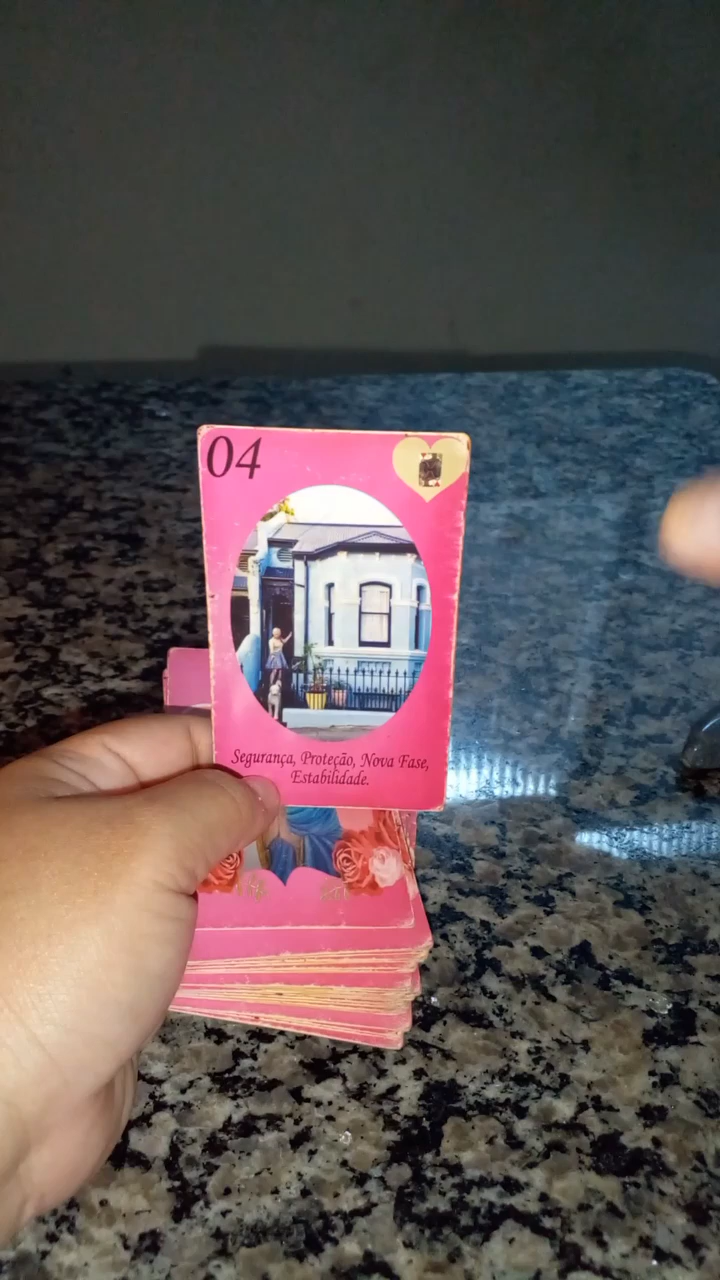 04
Segurança, Proteção, Nova Fase,
Estabilidade.